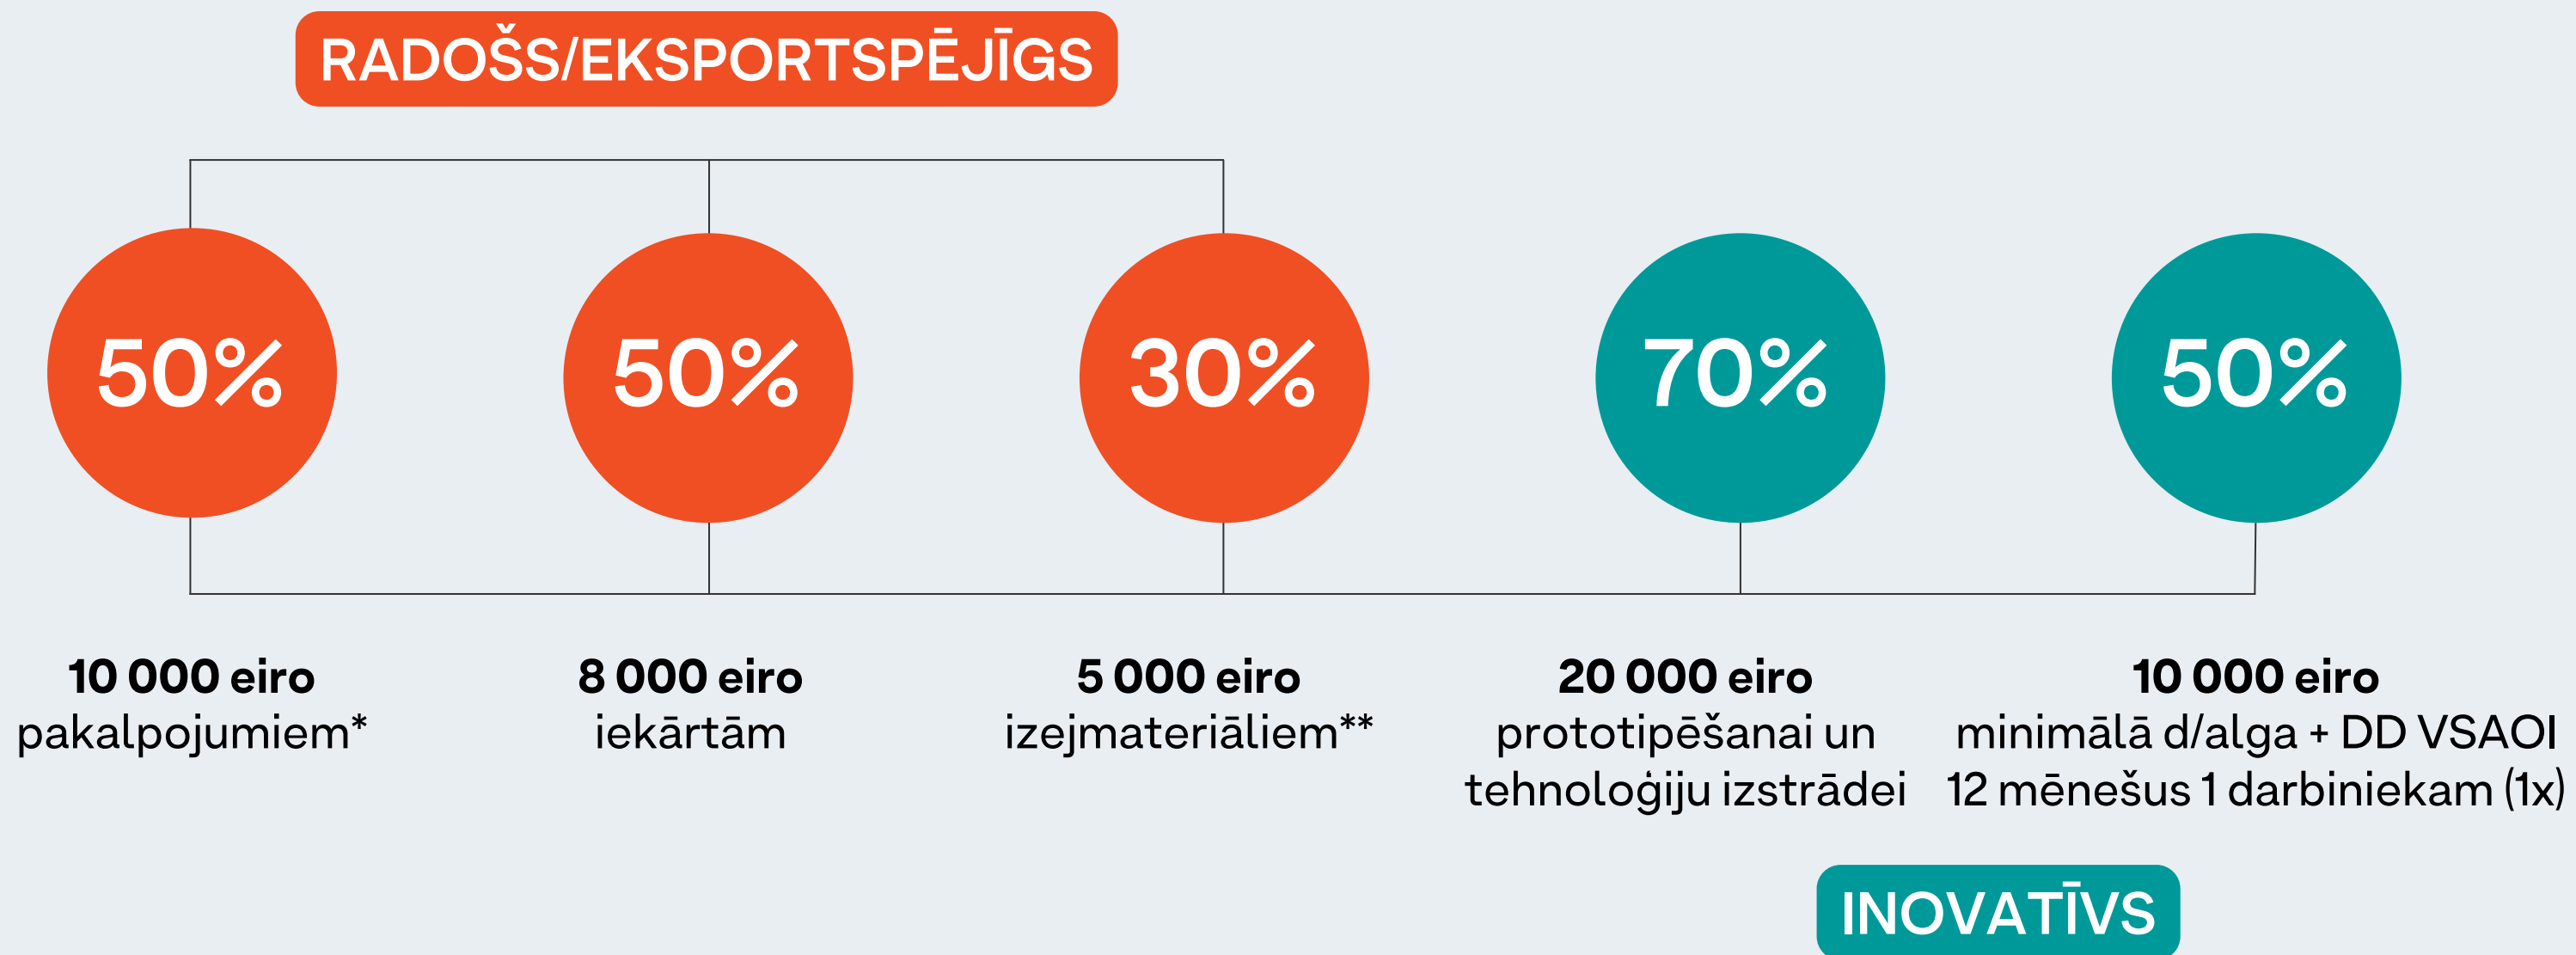 RADOŠS/EKSPORTSPĒJĪGS
50%
50%
30%
70%
50%
10 000 eiro
pakalpojumiem*
8 000 eiro
iekārtām
5 000 eiro
izejmateriāliem**
20 000 eiro
prototipēšanai un
tehnoloģiju izstrādei
10 000 eiro
minimālā d/alga + DD VSAOI
12 mēnešus 1 darbiniekam (1x)
INOVATĪVS